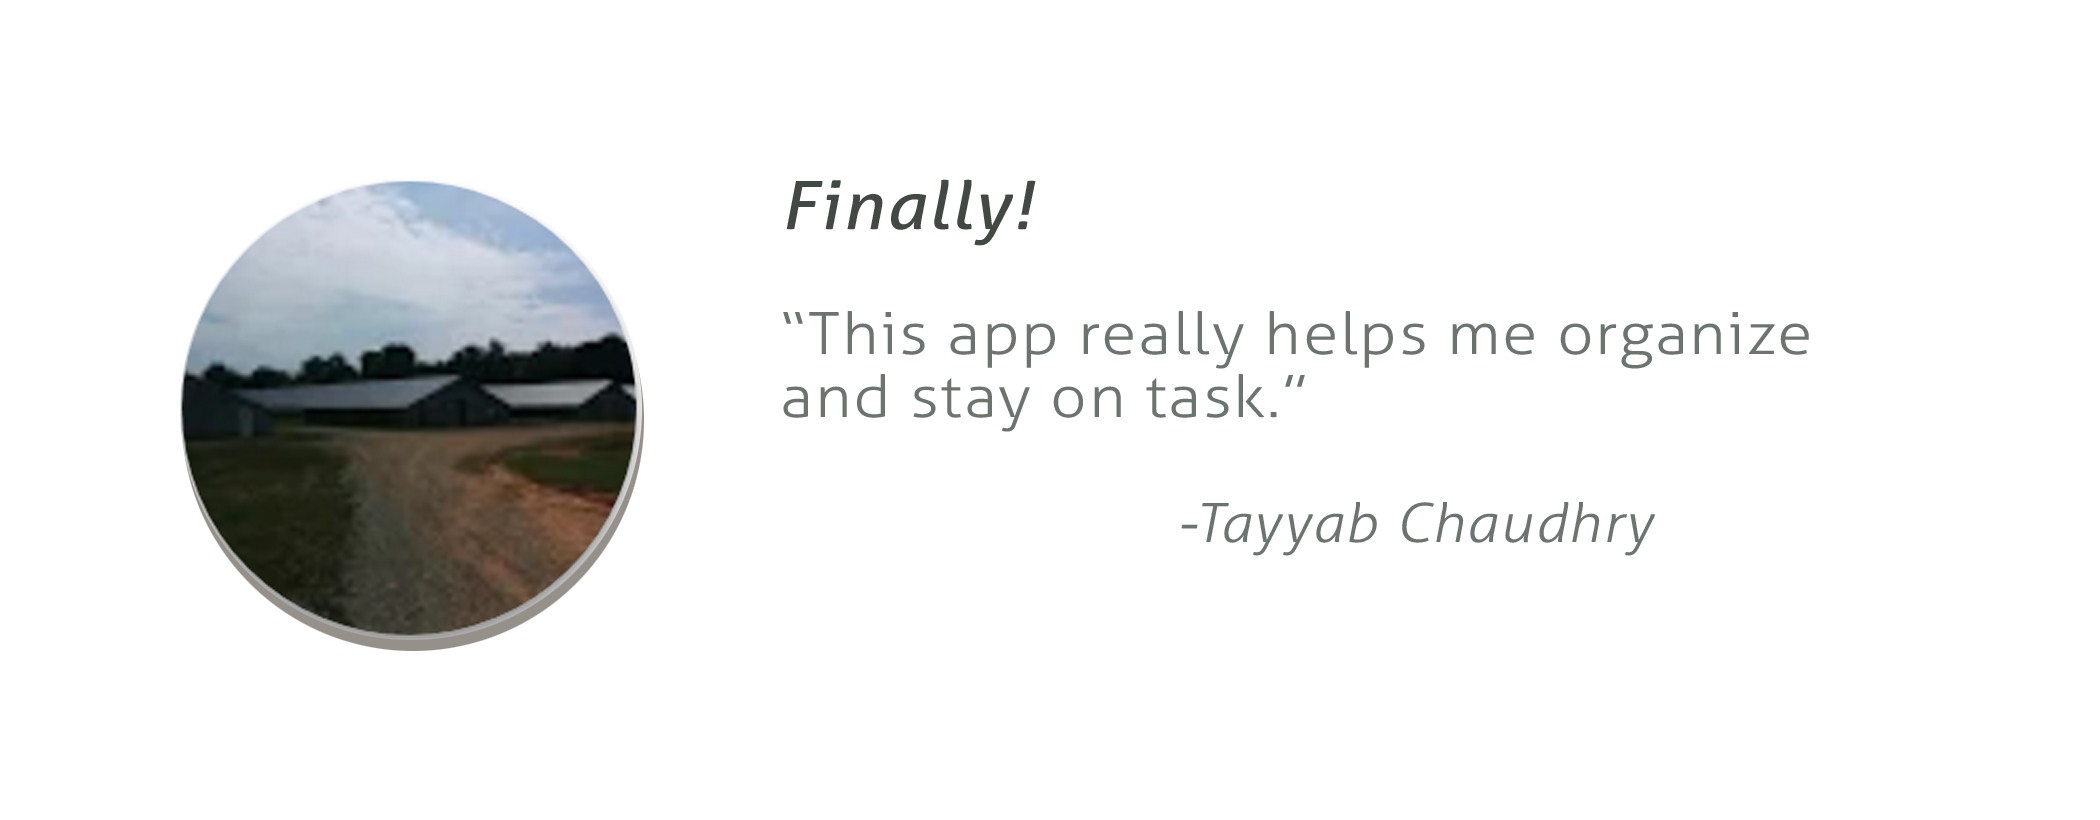 Finally!
“This app really helps me organize
and stay on task.”
-Tayyab Chaudhry